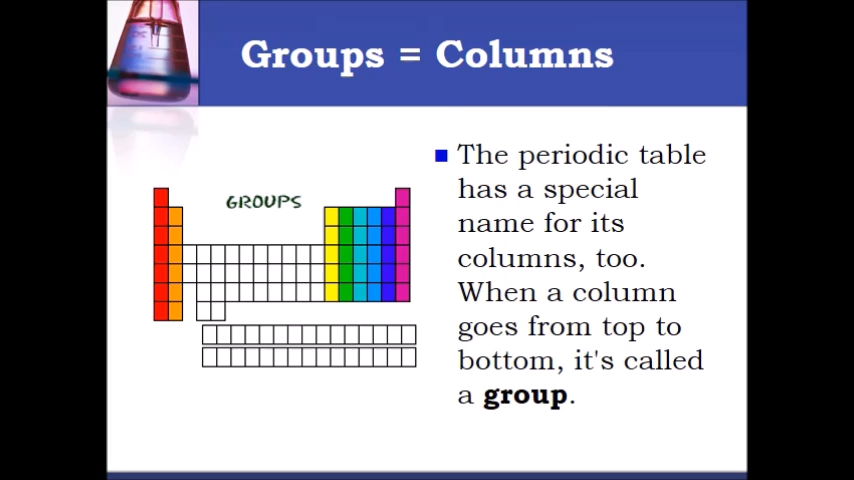 Groups = Columns
GROUPS
The periodic table
has a special
name for its
columns, too.
When a column
goes from top to
bottom, it's called
a group.